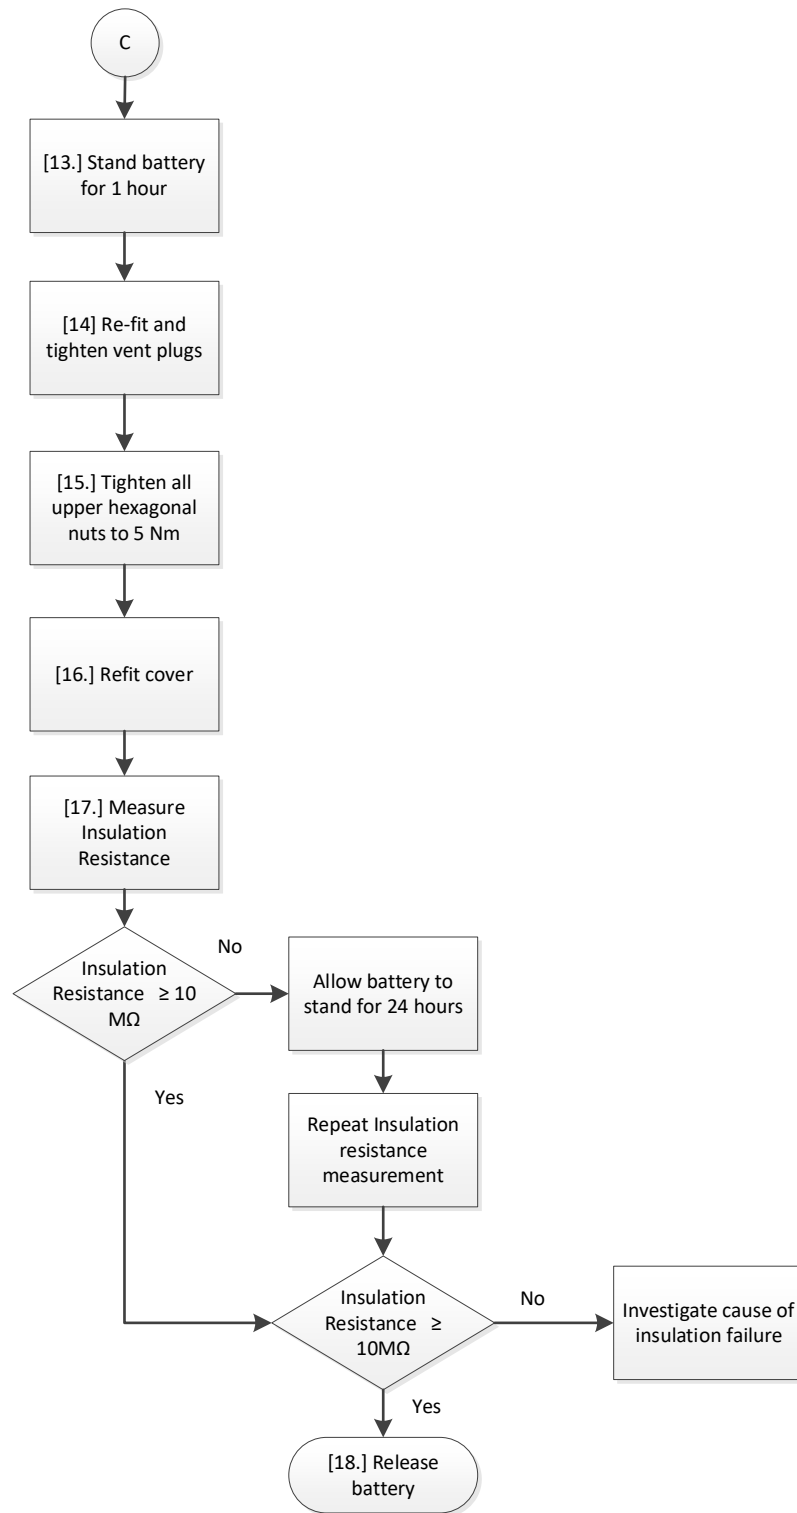 C
[13.] Stand battery
for 1 hour
[14] Re-fit and
tighten vent plugs
[15.] Tighten all
upper hexagonal
nuts to 5 Nm
[16.] Refit cover
[17.] Measure
Insulation
Resistance
Insulation
Resistance ≥ 10
MΩ
No
Allow battery to
stand for 24 hours
Yes
Repeat Insulation
resistance
measurement
Insulation
Resistance ≥
10MΩ
No
Investigate cause of
insulation failure
Yes
[18.] Release
battery